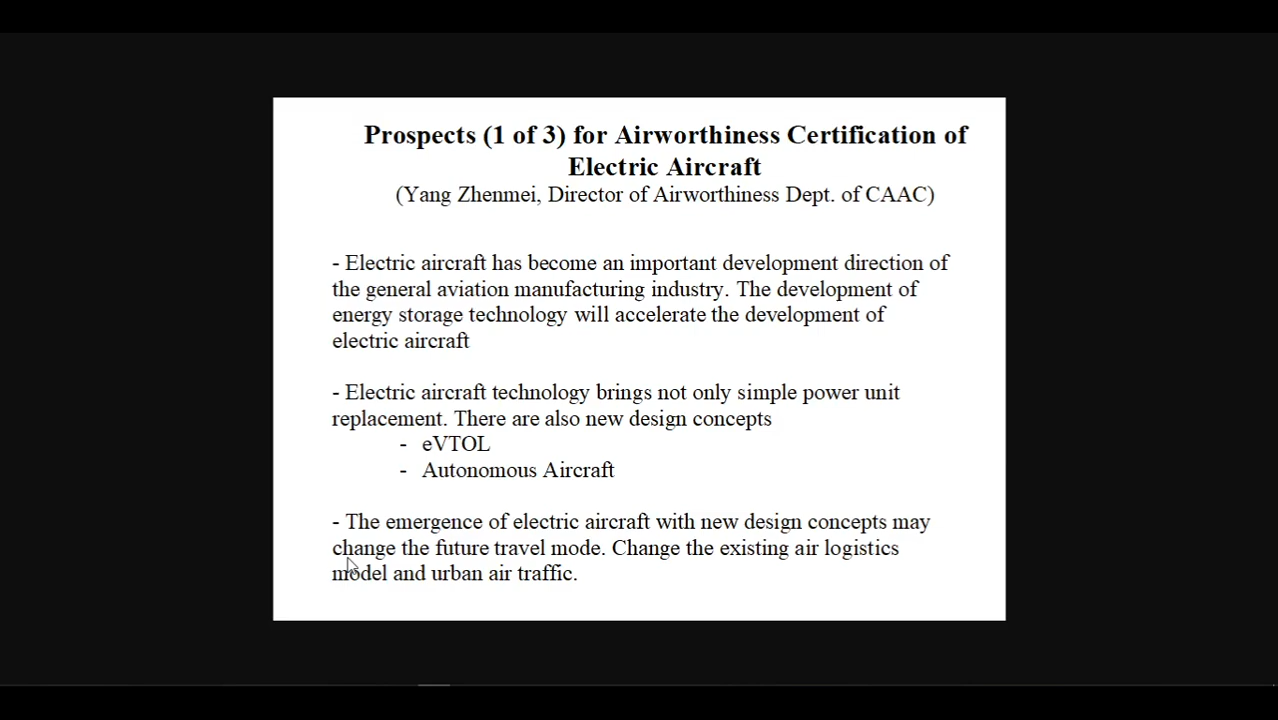 Prospects (1 of 3) for Airworthiness Certification of
Electric Aircraft
(Yang Zhenmei, Director of Airworthiness Dept. of CAAC)
- Electric aircraft has become an important development direction of
the general aviation manufacturing industry. The development of
energy storage technology will accelerate the development of
electric aircraft
- Electric aircraft technology brings not only simple power unit
replacement. There are also new design concepts
- eVTOL
- Autonomous Aircraft
- The emergence of electric aircraft with new design concepts may
change the future travel mode. Change the existing air logistics
model and urban air traffic.